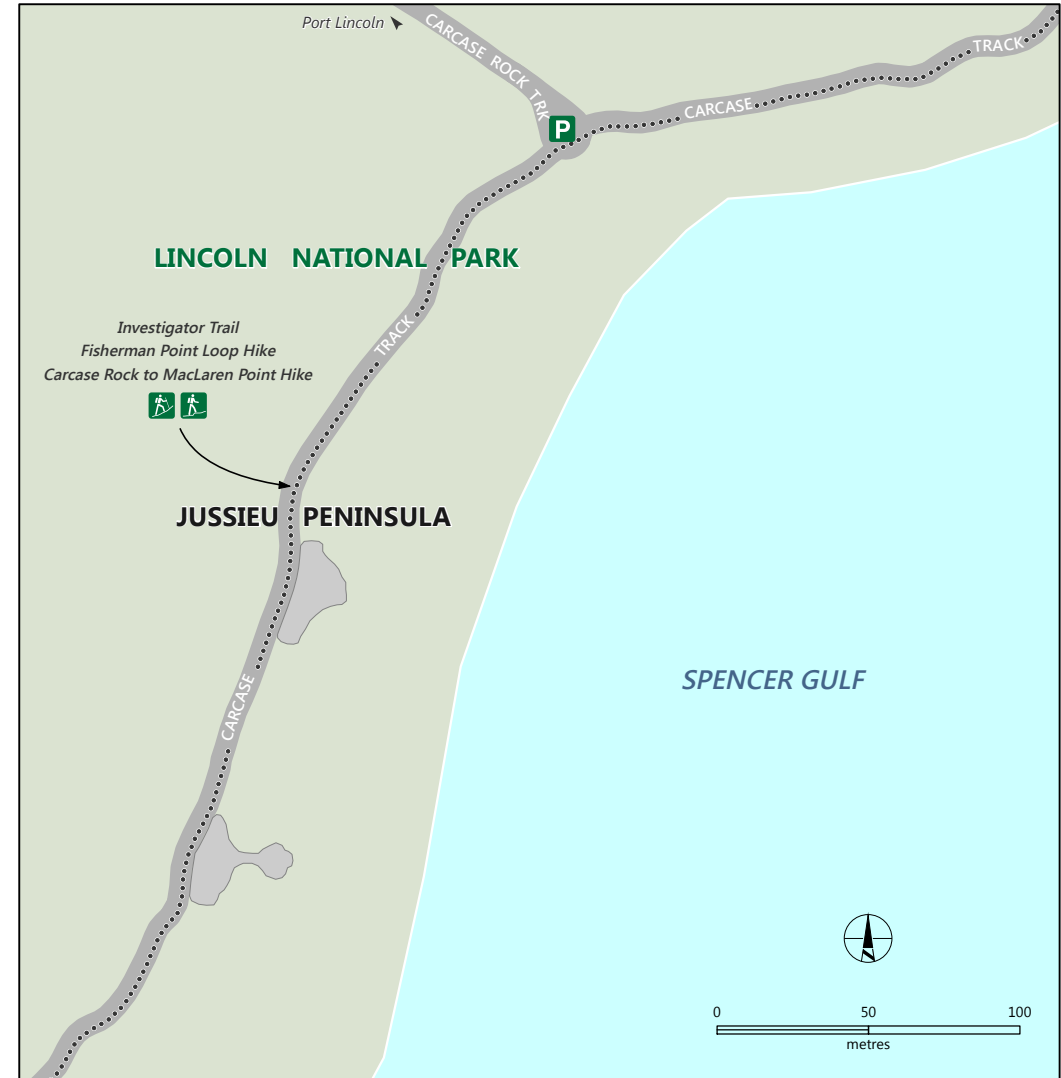 Port Lincoln
CARCASE ROCK TRK
TRACK
CARCASE
P
LINCOLN NATIONAL PARK
Investigator Trail
Fisherman Point Loop Hike
Carcase Rock to MacLaren Point Hike
TRACK
JUSSIEU PENINSULA
CARCASE
SPENCER GULF
0 50 100
metres